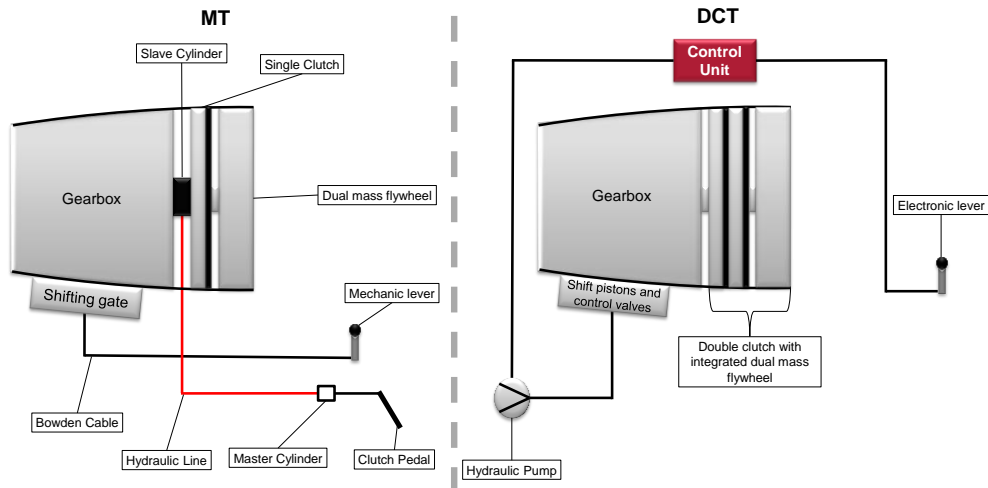 MT
Slave Cylinder
Single Clutch
Gearbox
Dual mass flywheel
Shifting gate
Mechanic lever
Bowden Cable
Hydraulic Line
Master Cylinder
Clutch Pedal
DCT
Control
Unit
Gearbox
Electronic lever
Shift pistons and
control valves
Double clutch with
integrated dual mass
flywheel
Hydraulic Pump